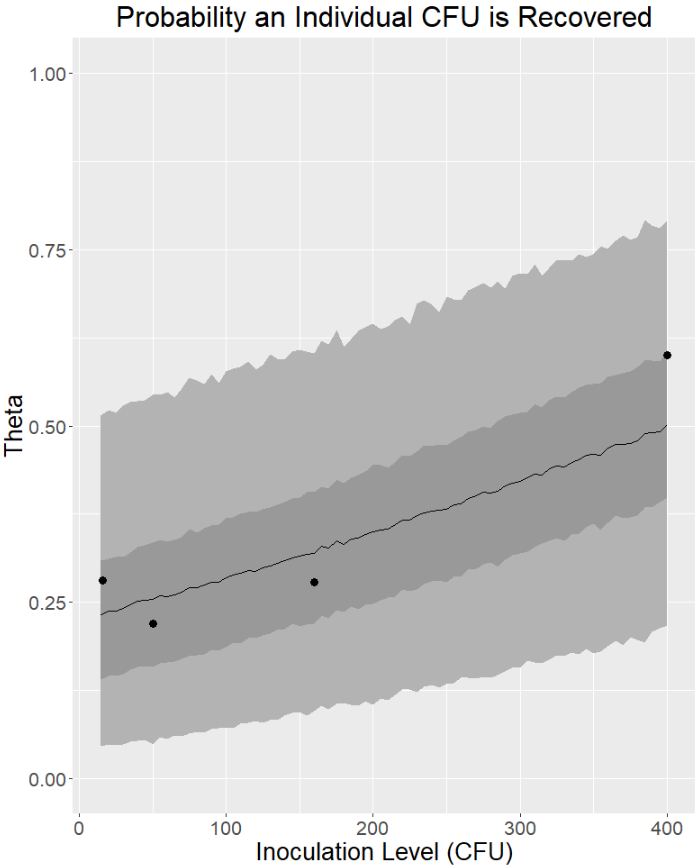 Probability an Individual CFU is Recovered
1.00
0.75
0.50
0.25
0.00
Theta
0 100 200 300 400
Inoculation Level (CFU)